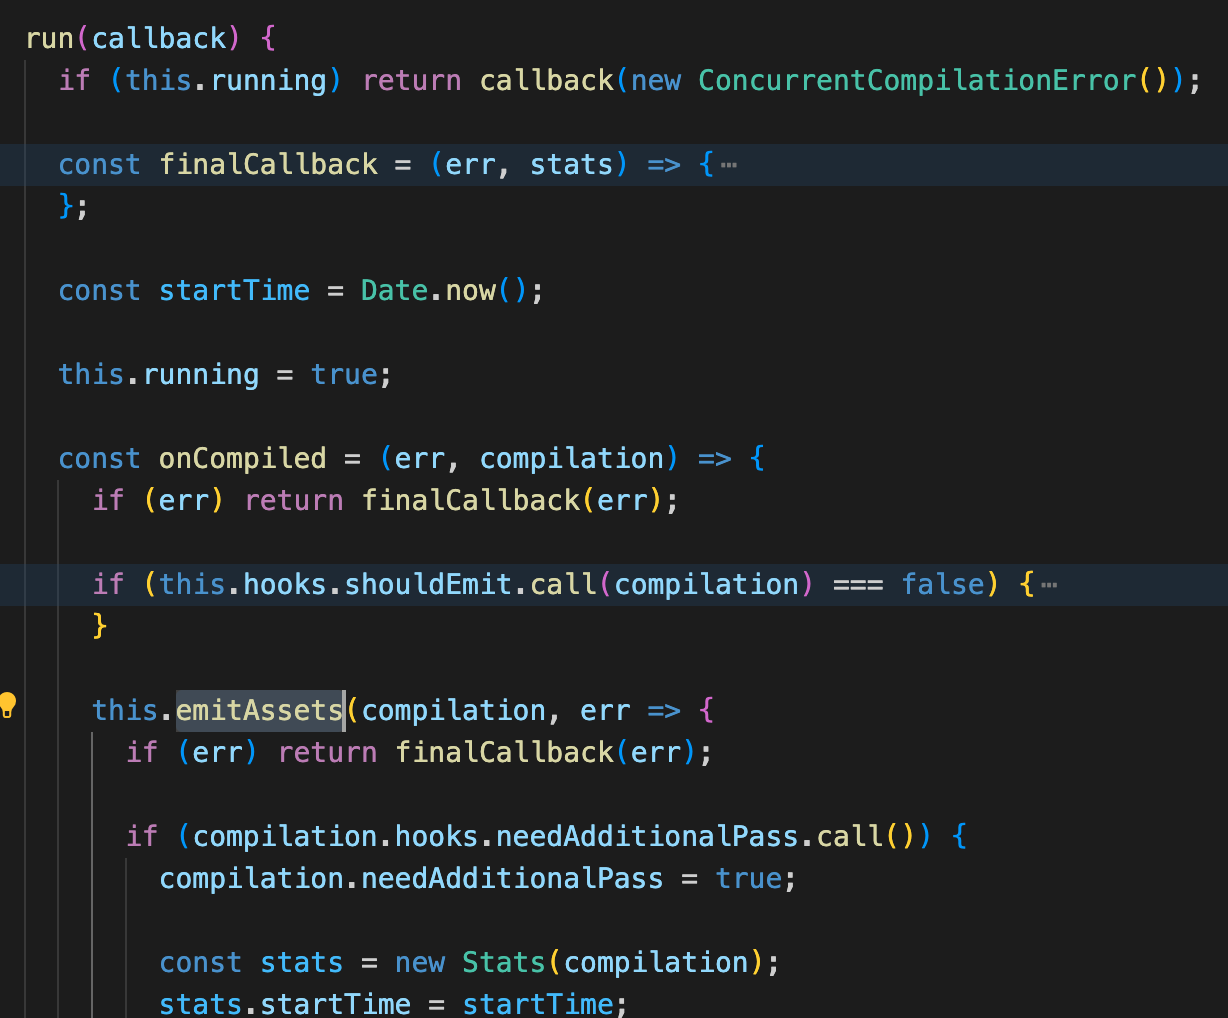 run(callback) {
if (this.running) return callback(new ConcurrentCompilationError());
const finalCallback = (err, stats) => {⋯
};
const startTime = Date.now();
this.running = true;
const onCompiled = (err, compilation) => {
if (err) return finalCallback(err);
if (this.hooks.shouldEmit.call(compilation) === false) {⋯
}
this.emitAssets(compilation, err => {
if (err) return finalCallback(err);
if (compilation.hooks.needAdditionalPass.call()) {
compilation.needAdditionalPass = true;
const stats = new Stats(compilation);
stats.startTime = startTime;